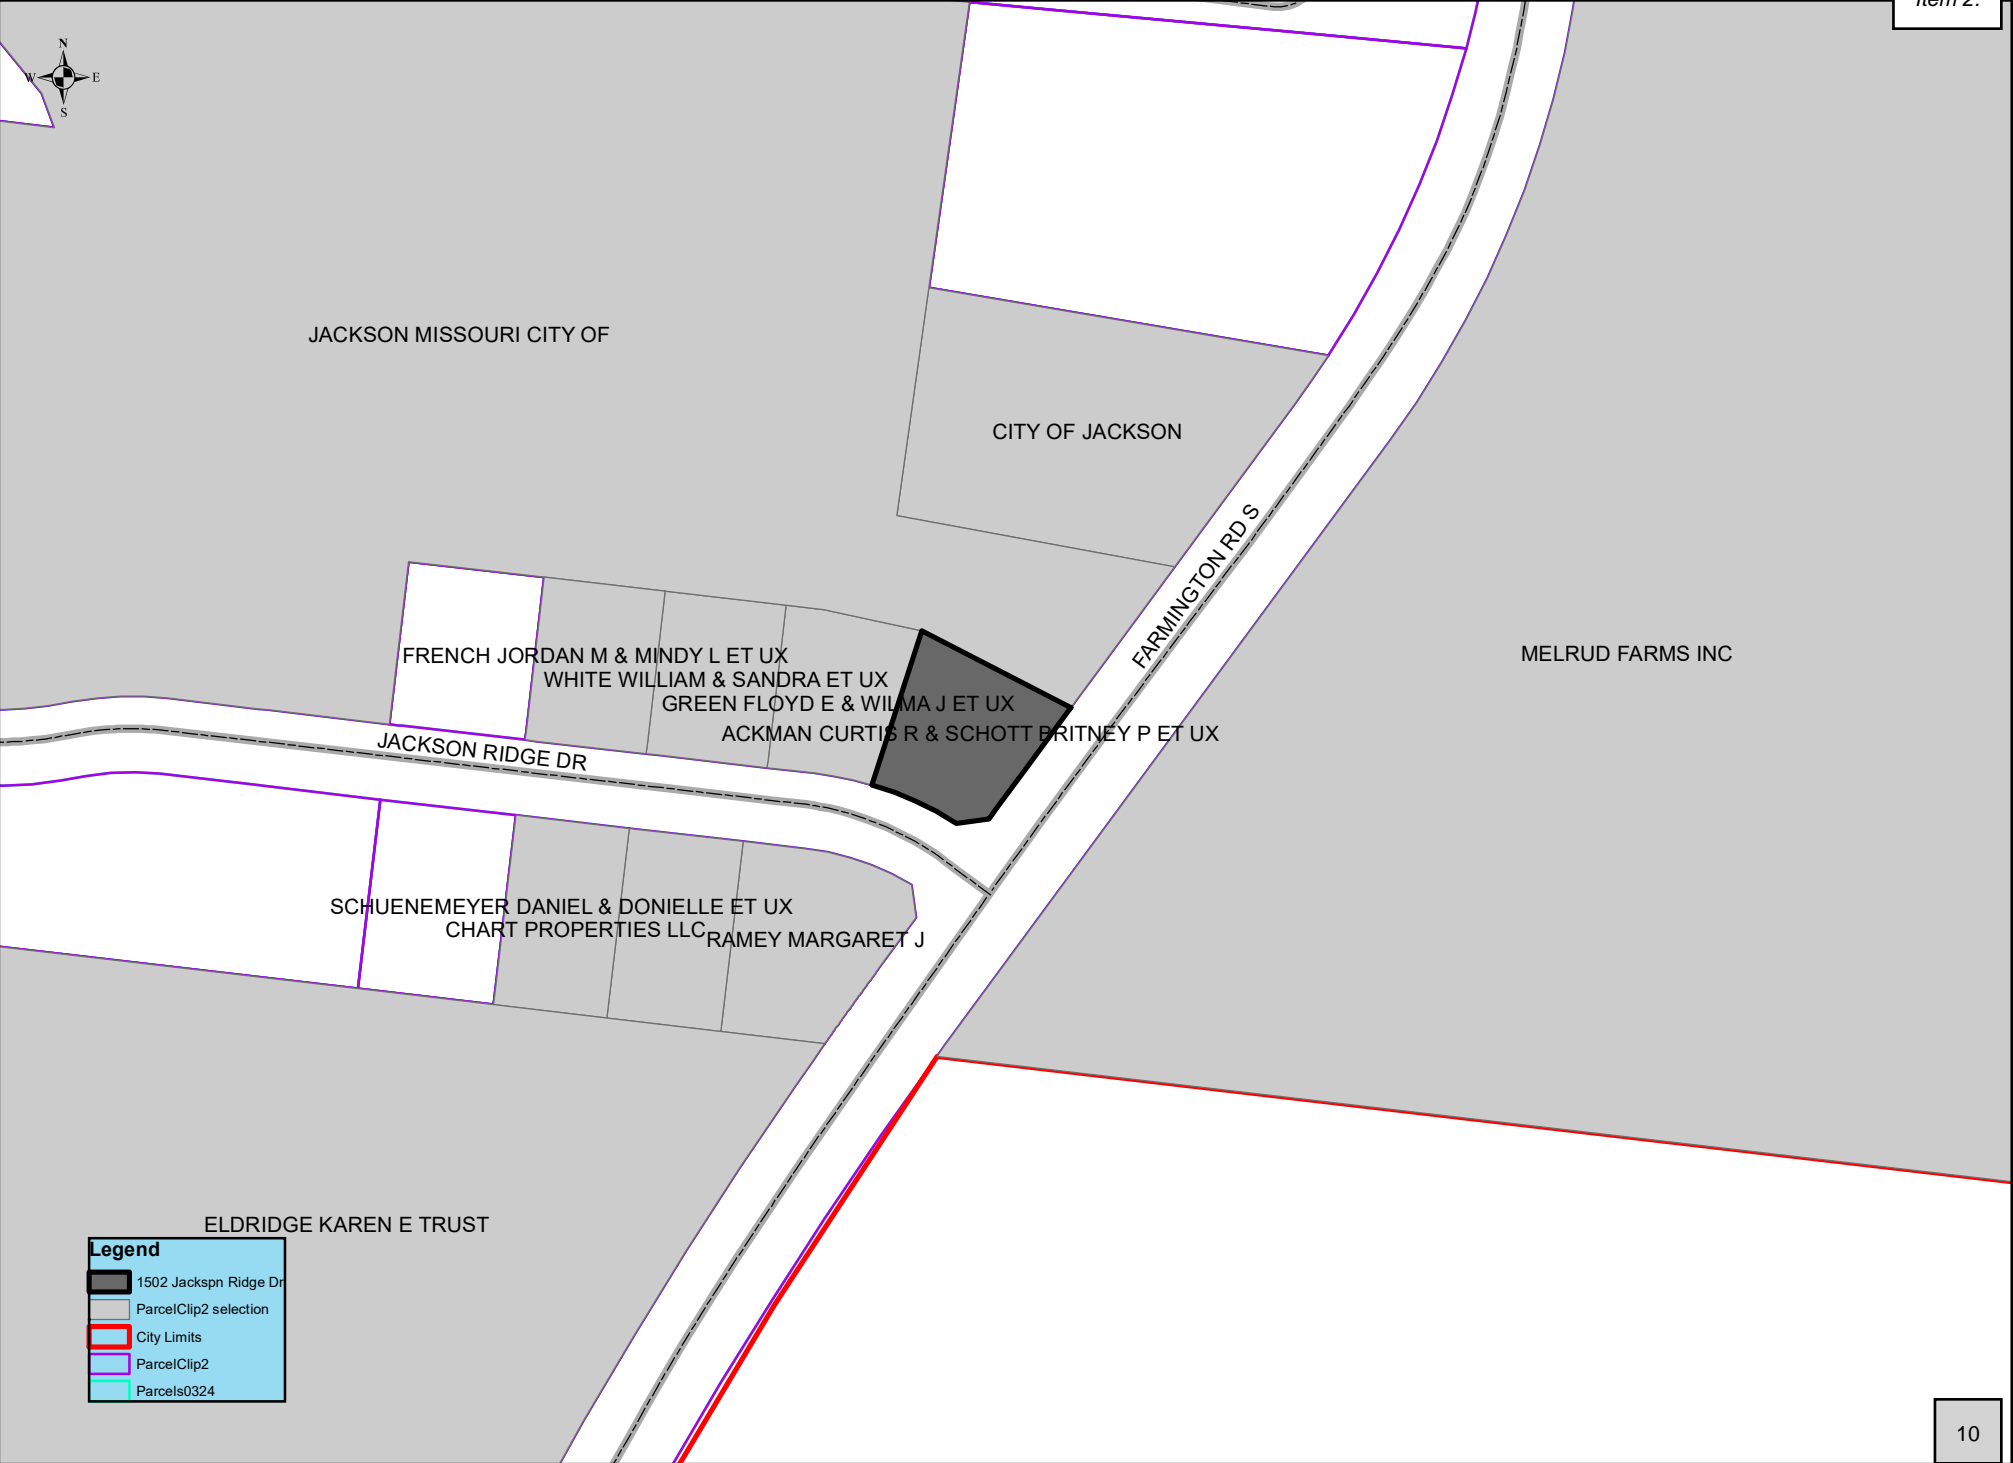 Item 2.
N
W E
S
JACKSON MISSOURI CITY OF
CITY OF JACKSON
FARMINGTON RD S
MELRUD FARMS INC
FRENCH JORDAN M & MINDY L ET UX
WHITE WILLIAM & SANDRA ET UX
GREEN FLOYD E & WILMA J ET UX
ACKMAN CURTIS R & SCHOTT BRITNEY P ET UX
JACKSON RIDGE DR
SCHUENEMEYER DANIEL & DONIELLE ET UX
CHART PROPERTIES LLC
RAMEY MARGARET J
ELDRIDGE KAREN E TRUST
Legend
1502 Jackspn Ridge Dr
ParcelClip2 selection
City Limits
ParcelClip2
Parcels0324
10